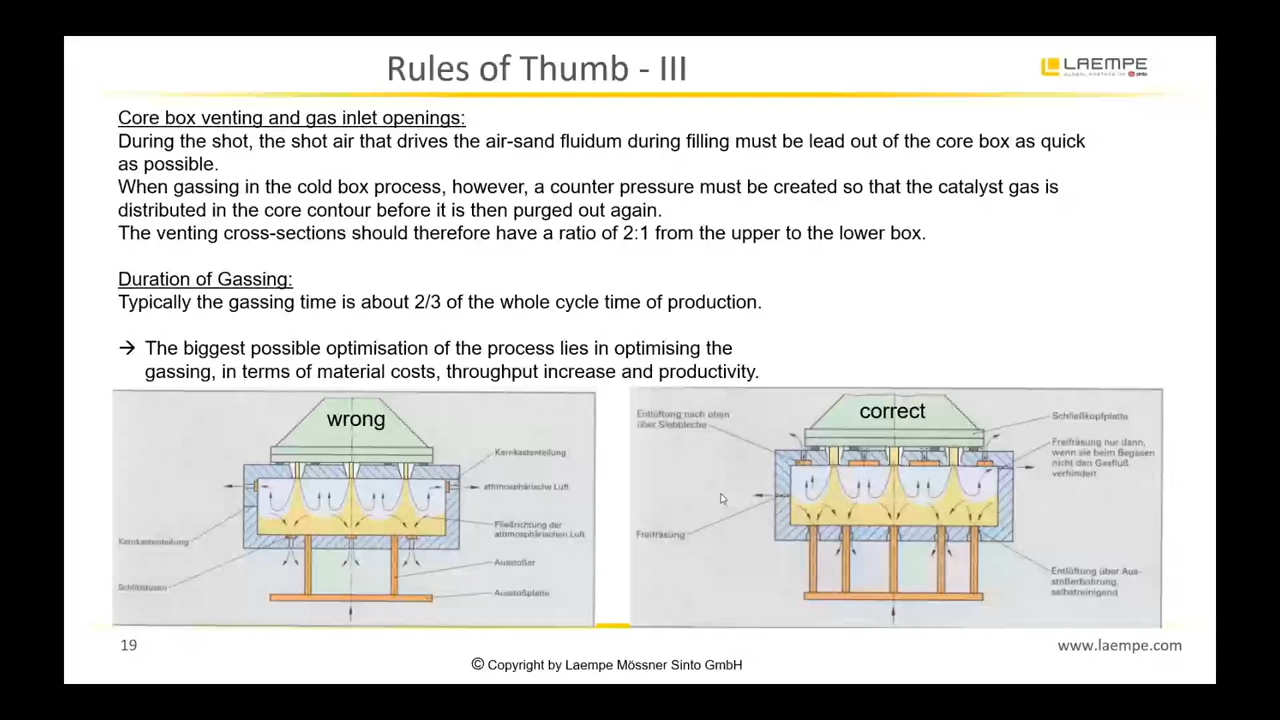 Rules of Thumb - III
LAEMPE
Core box venting and gas inlet openings:
During the shot, the shot air that drives the air-sand fluidum during filling must be lead out of the core box as quick
as possible.
When gassing in the cold box process, however, a counter pressure must be created so that the catalyst gas is
distributed in the core contour before it is then purged out again.
The venting cross-sections should therefore have a ratio of 2:1 from the upper to the lower box.
Duration of Gassing:
Typically the gassing time is about 2/3 of the whole cycle time of production.
→ The biggest possible optimisation of the process lies in optimising the
gassing, in terms of material costs, throughput increase and productivity.
wrong
Kernkastenteilung
atmosphärische Luft
Fließrichtung der
atmosphärischen Luft
Ausstoßer
Ausstoßplatte
Kernkastenteilung
Schlitzdüsen
correct
Entlüftung nach oben
über Siebbleche
Schießkopfplatte
Freifräsung nur dann,
wenn sie beim Begasen
nicht den Gasfluß
verhindert
Freifräsung
Entlüftung über Aus-
stoßerbohrung,
selbstreinigend
19
www.laempe.com
© Copyright by Laempe Mössner Sinto GmbH